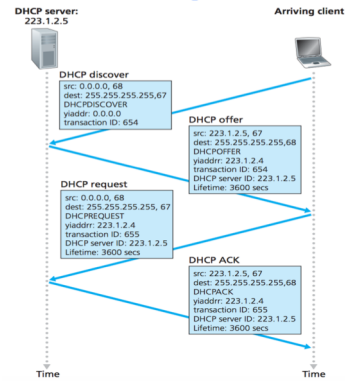 DHCP server:
223.1.2.5
Arriving client
DHCP discover
src: 0.0.0.0, 68
dest: 255.255.255.255,67
DHCPDISCOVER
yiaddr: 0.0.0.0
transaction ID: 654
DHCP offer
src: 223.1.2.5, 67
dest: 255.255.255.255,68
DHCPOFFER
yiaddrr: 223.1.2.4
transaction ID: 654
DHCP server ID: 223.1.2.5
Lifetime: 3600 secs
DHCP request
src: 0.0.0.0, 68
dest: 255.255.255.255, 67
DHCPREQUEST
yiaddrr: 223.1.2.4
transaction ID: 655
DHCP server ID: 223.1.2.5
Lifetime: 3600 secs
DHCP ACK
src: 223.1.2.5, 67
dest: 255.255.255.255,68
DHCPACK
yiaddrr: 223.1.2.4
transaction ID: 655
DHCP server ID: 223.1.2.5
Lifetime: 3600 secs
Time
Time